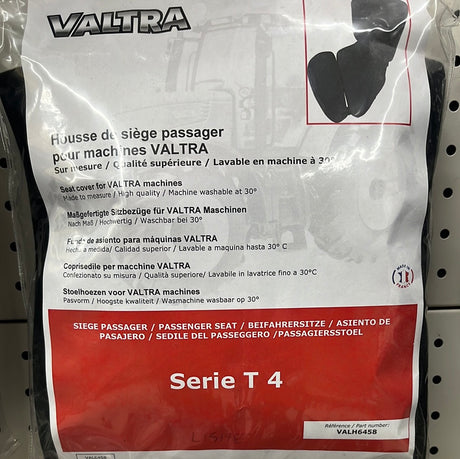 VALTRA
Housse de siège passager
pour machines VALTRA
Sur mesure / Qualité supérieure / Lavable en machine à 30°
Seat cover for VALTRA machines
Made to measure / High quality / Machine washable at 30°
Maßgefertigte Sitzbezüge für VALTRA Maschinen
Nach Maß / Hochwertig / Waschbar bei 30°
Funda de asiento para máquinas VALTRA
Hecho a medida/ Calidad superior/ Lavable a maquina hasta 30° C
Coprisedile per macchine VALTRA
Confezionato su misura / Qualità superiore/ Lavabile in lavatrice fino a 30°C
Stoelhoezen voor VALTRA machines
Pasvorm / Hoogste kwaliteit / Wasmachine wasbaar op 30°
MADE IN
FRANCE
SIEGE PASSAGER / PASSENGER SEAT / BEIFAHRERSITZE / ASIENTO DE
PASAJERO / SEDILE DEL PASSEGGERO /PASSAGIERSSTOEL
Serie T 4
Référence / Part number:
VALH6458